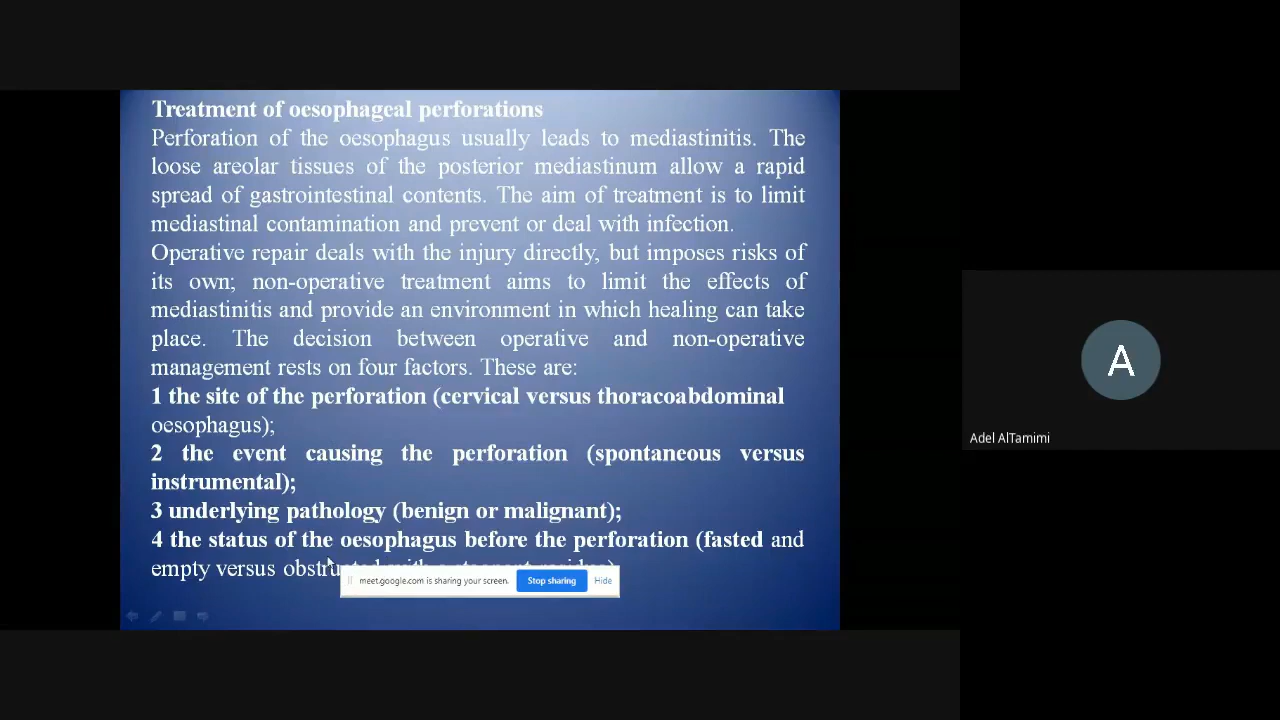 Treatment of oesophageal perforations
Perforation of the oesophagus usually leads to mediastinitis. The
loose areolar tissues of the posterior mediastinum allow a rapid
spread of gastrointestinal contents. The aim of treatment is to limit
mediastinal contamination and prevent or deal with infection.
Operative repair deals with the injury directly, but imposes risks of
its own; non-operative treatment aims to limit the effects of
mediastinitis and provide an environment in which healing can take
place. The decision between operative and non-operative
management rests on four factors. These are:
1 the site of the perforation (cervical versus thoracoabdominal
oesophagus);
2 the event causing the perforation (spontaneous versus
instrumental);
3 underlying pathology (benign or malignant);
4 the status of the oesophagus before the perforation (fasted and
empty versus obstructed
meet.google.com is sharing your screen. Stop sharing Hide
A
Adel AlTamimi